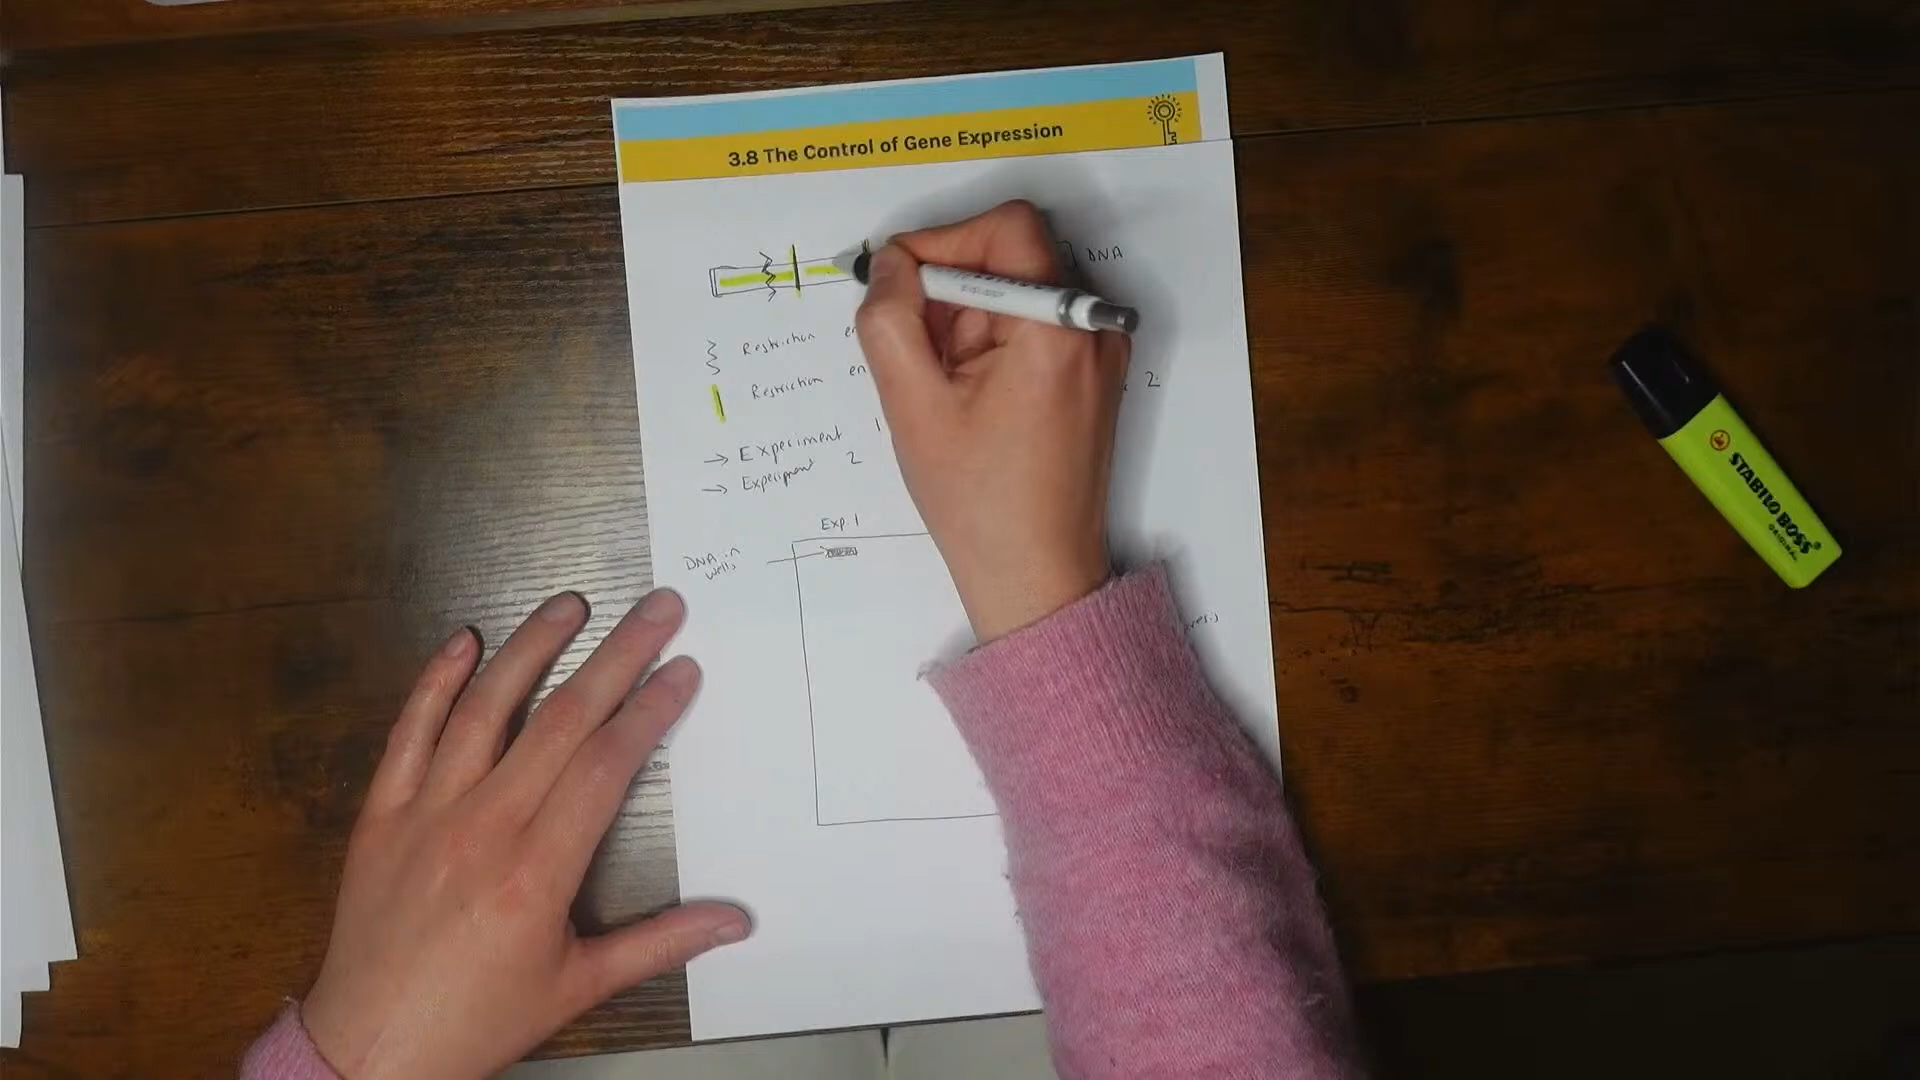 3.8 The Control of Gene Expression
DNA
Restriction
Restriction
2.
→ Experiment 1
→ Experiment 2
Exp. 1
DNA in
wells
STABILO BOSS
ORIGINAL